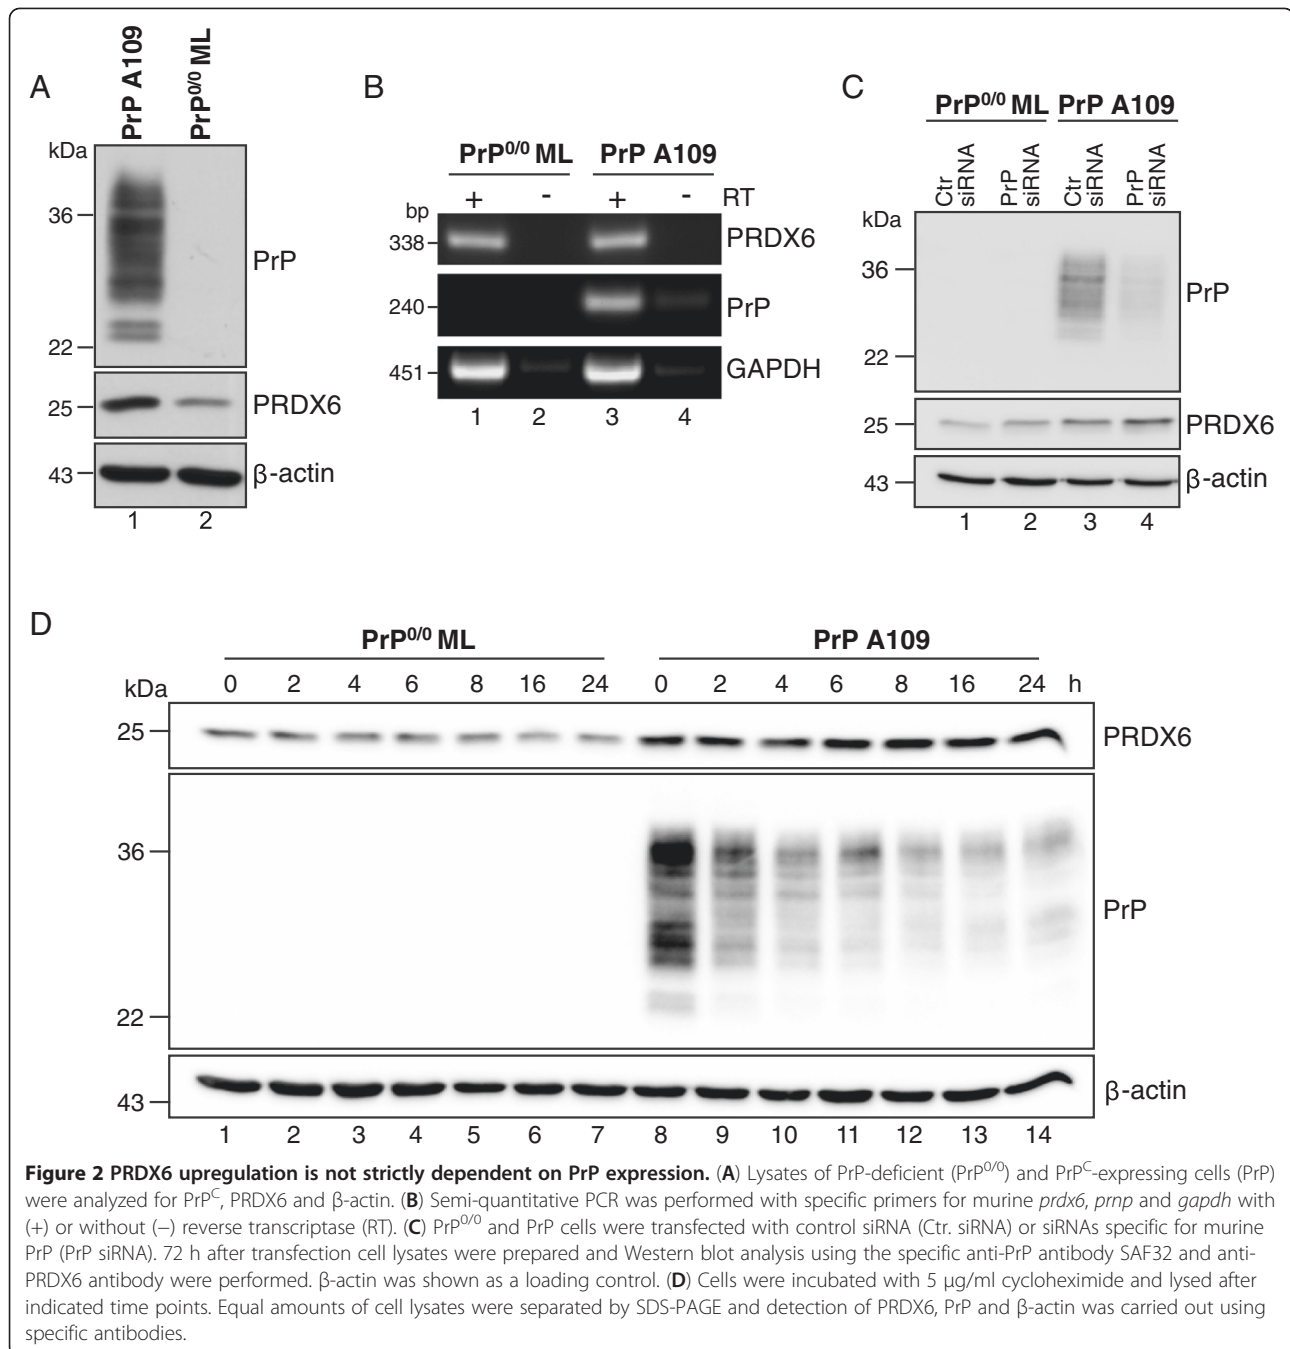 A
PrP A109
PrP0/0 ML
kDa
36
22
PrP
25
PRDX6
43
β-actin
1 2
B
PrP0/0 ML PrP A109
+ - + - RT
bp
338
PRDX6
240
PrP
451
GAPDH
1 2 3 4
C
PrP0/0 ML PrP A109
Ctr siRNA
PrP siRNA
Ctr siRNA
PrP siRNA
kDa
36
PrP
22
25
PRDX6
43
β-actin
1 2 3 4
D
PrP0/0 ML PrP A109
kDa
0 2 4 6 8 16 24 0 2 4 6 8 16 24 h
25
PRDX6
36
PrP
22
43
β-actin
1 2 3 4 5 6 7 8 9 10 11 12 13 14
Figure 2 PRDX6 upregulation is not strictly dependent on PrP expression. (A) Lysates of PrP-deficient (PrP0/0) and PrPC-expressing cells (PrP)
were analyzed for PrPC, PRDX6 and β-actin. (B) Semi-quantitative PCR was performed with specific primers for murine prdx6, prnp and gapdh with
(+) or without (−) reverse transcriptase (RT). (C) PrP0/0 and PrP cells were transfected with control siRNA (Ctr. siRNA) or siRNAs specific for murine
PrP (PrP siRNA). 72 h after transfection cell lysates were prepared and Western blot analysis using the specific anti-PrP antibody SAF32 and anti-
PRDX6 antibody were performed. β-actin was shown as a loading control. (D) Cells were incubated with 5 μg/ml cycloheximide and lysed after
indicated time points. Equal amounts of cell lysates were separated by SDS-PAGE and detection of PRDX6, PrP and β-actin was carried out using
specific antibodies.